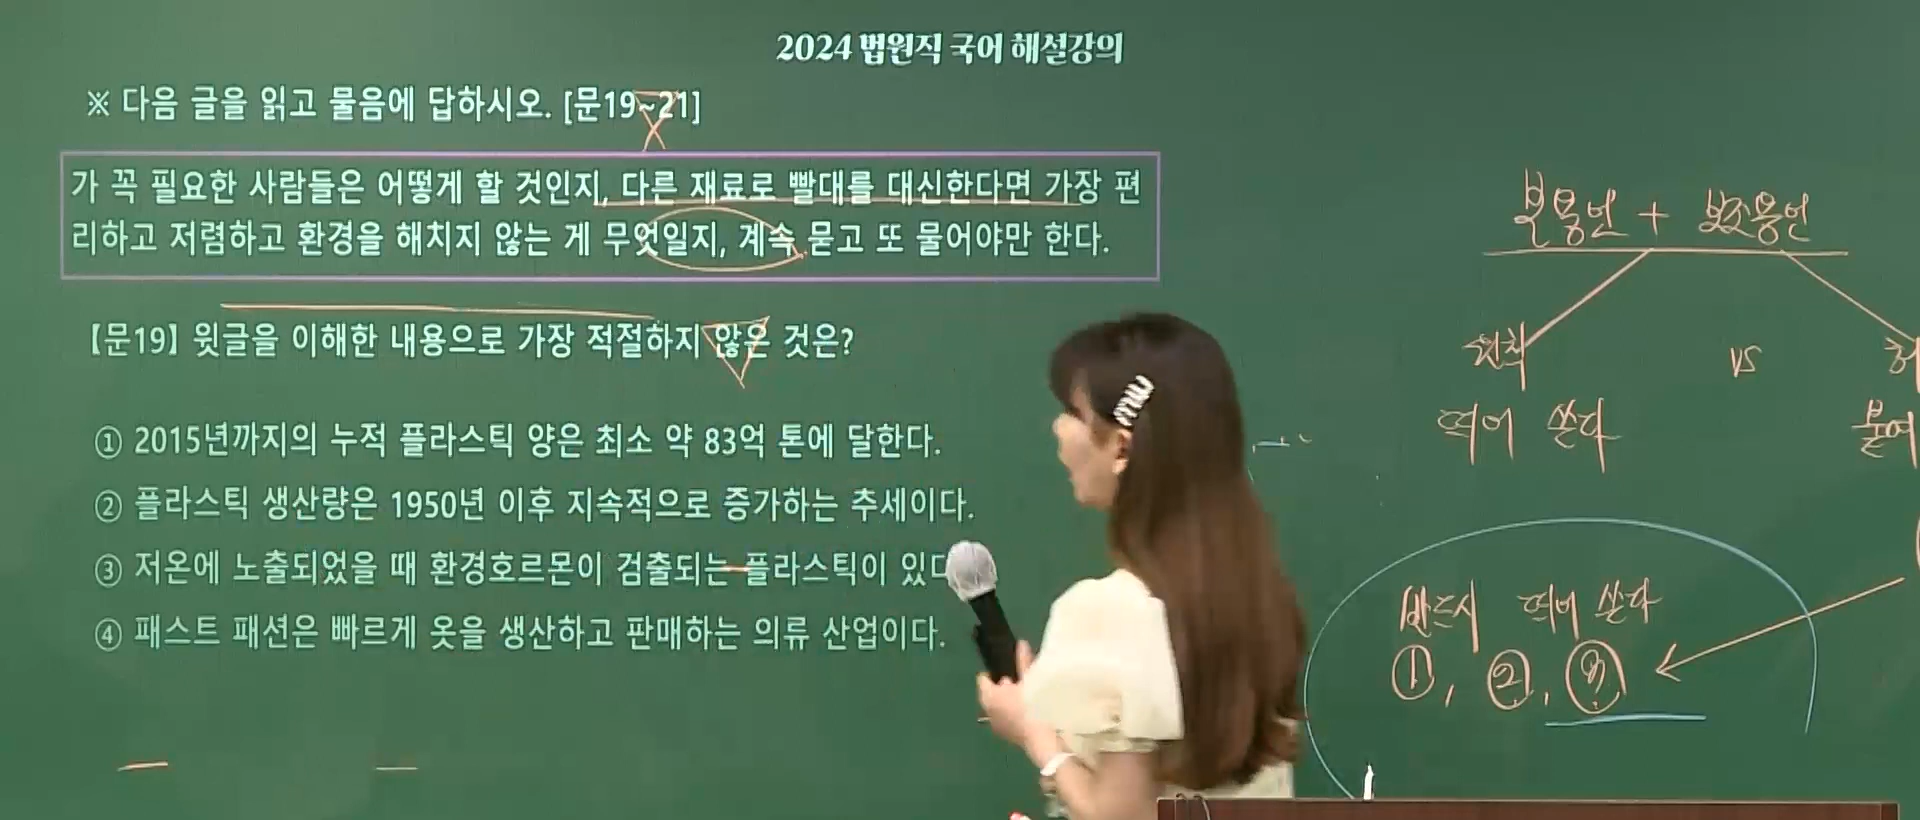 2024 법원직 국어 해설강의
※ 다음 글을 읽고 물음에 답하시오. [문19~21]
가 꼭 필요한 사람들은 어떻게 할 것인지, 다른 재료로 빨대를 대신한다면 가장 편
리하고 저렴하고 환경을 해치지 않는 게 무엇일지, 계속 묻고 또 물어야만 한다.
【문19】 윗글을 이해한 내용으로 가장 적절하지 않은 것은?
① 2015년까지의 누적 플라스틱 양은 최소 약 83억 톤에 달한다.
② 플라스틱 생산량은 1950년 이후 지속적으로 증가하는 추세이다.
③ 저온에 노출되었을 때 환경호르몬이 검출되는 플라스틱이 있다
④ 패스트 패션은 빠르게 옷을 생산하고 판매하는 의류 산업이다.
본용언 + 보조용언
원칙 vs 허
띄어 쓴다 붙여
반드시 띄어 쓴다
①, ②, ③